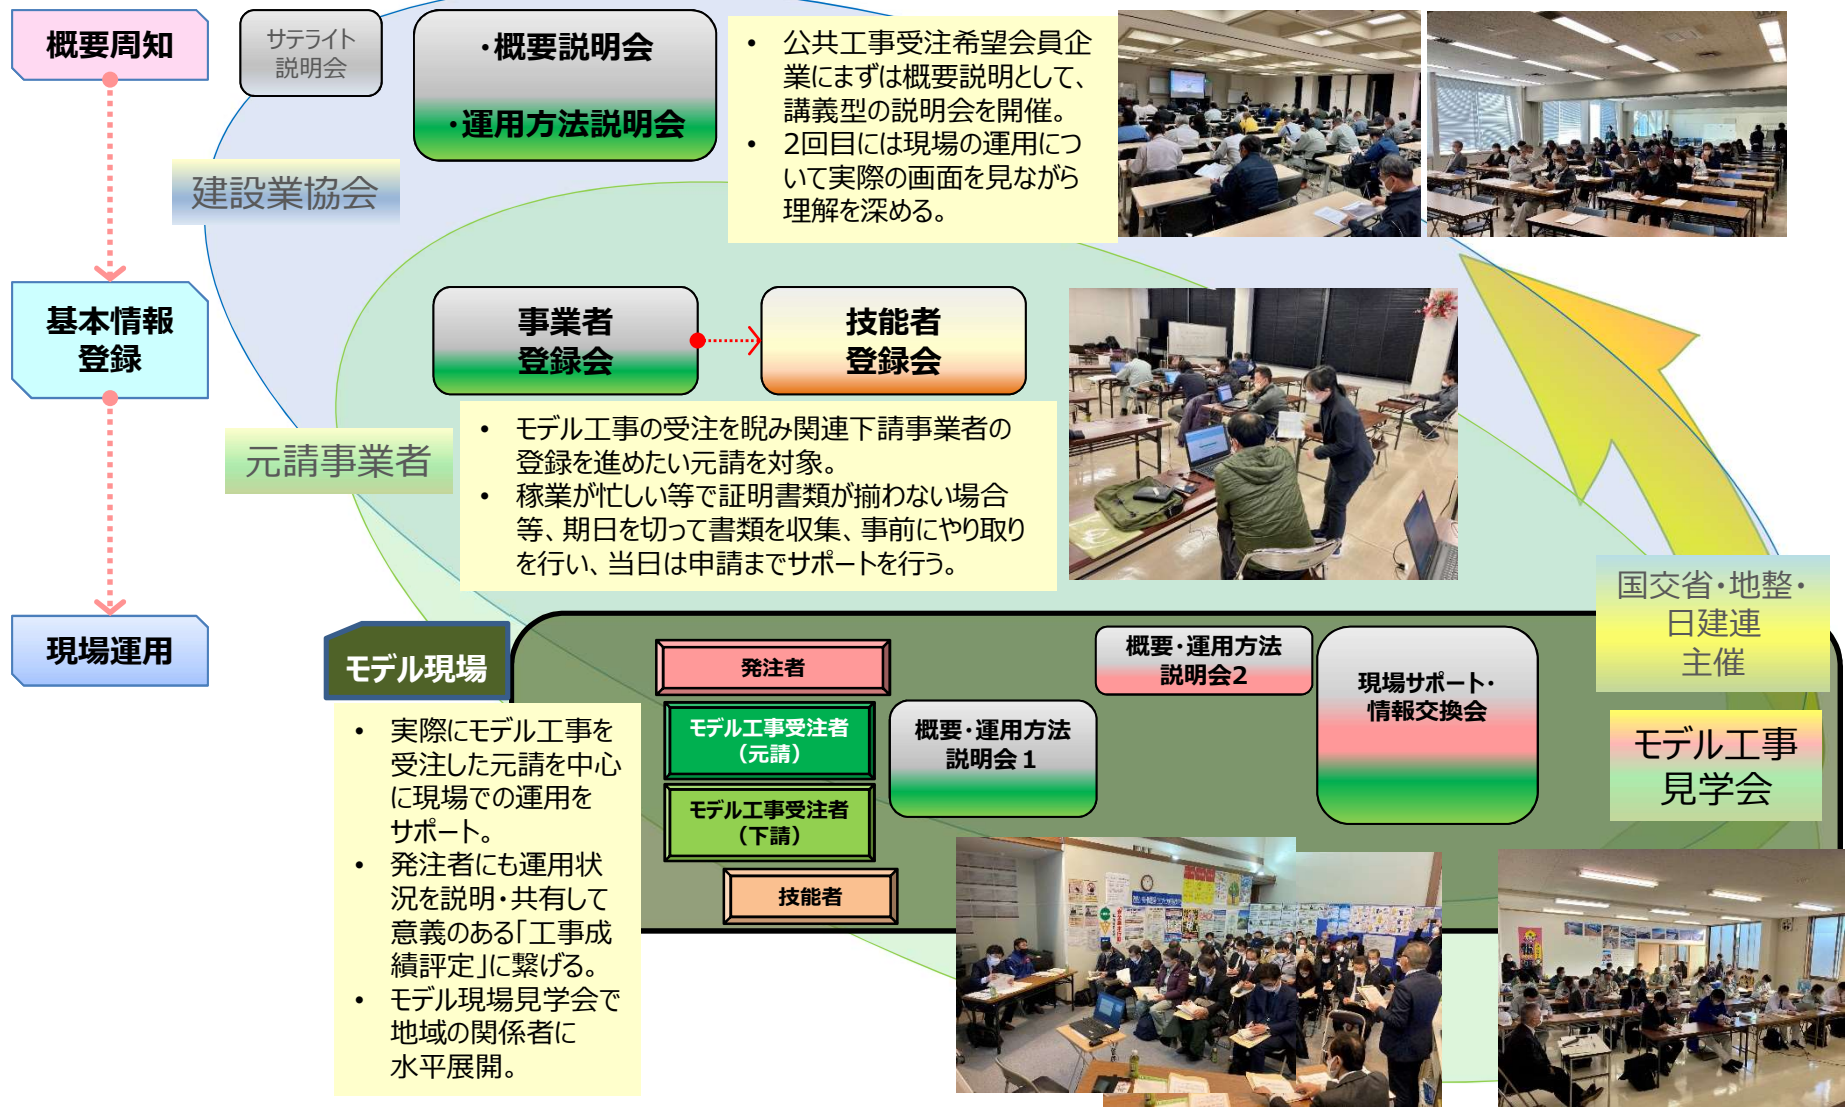 概要周知
サテライト
説明会
・概要説明会
・運用方法説明会
• 公共工事受注希望会員企
業にまずは概要説明として、
講義型の説明会を開催。
• 2回目には現場の運用につ
いて実際の画面を見ながら
理解を深める。
建設業協会
基本情報
登録
事業者
登録会
技能者
登録会
元請事業者
• モデル工事の受注を睨み関連下請事業者の
登録を進めたい元請を対象。
• 稼業が忙しい等で証明書類が揃わない場合
等、期日を切って書類を収集、事前にやり取り
を行い、当日は申請までサポートを行う。
現場運用
モデル現場
• 実際にモデル工事を
受注した元請を中心
に現場での運用を
サポート。
• 発注者にも運用状
況を説明・共有して
意義のある「工事成
績評定」に繋げる。
• モデル現場見学会で
地域の関係者に
水平展開。
発注者
モデル工事受注者
（元請）
モデル工事受注者
（下請）
技能者
概要・運用方法
説明会１
概要・運用方法
説明会2
現場サポート・
情報交換会
国交省・地整・
日建連
主催
モデル工事
見学会